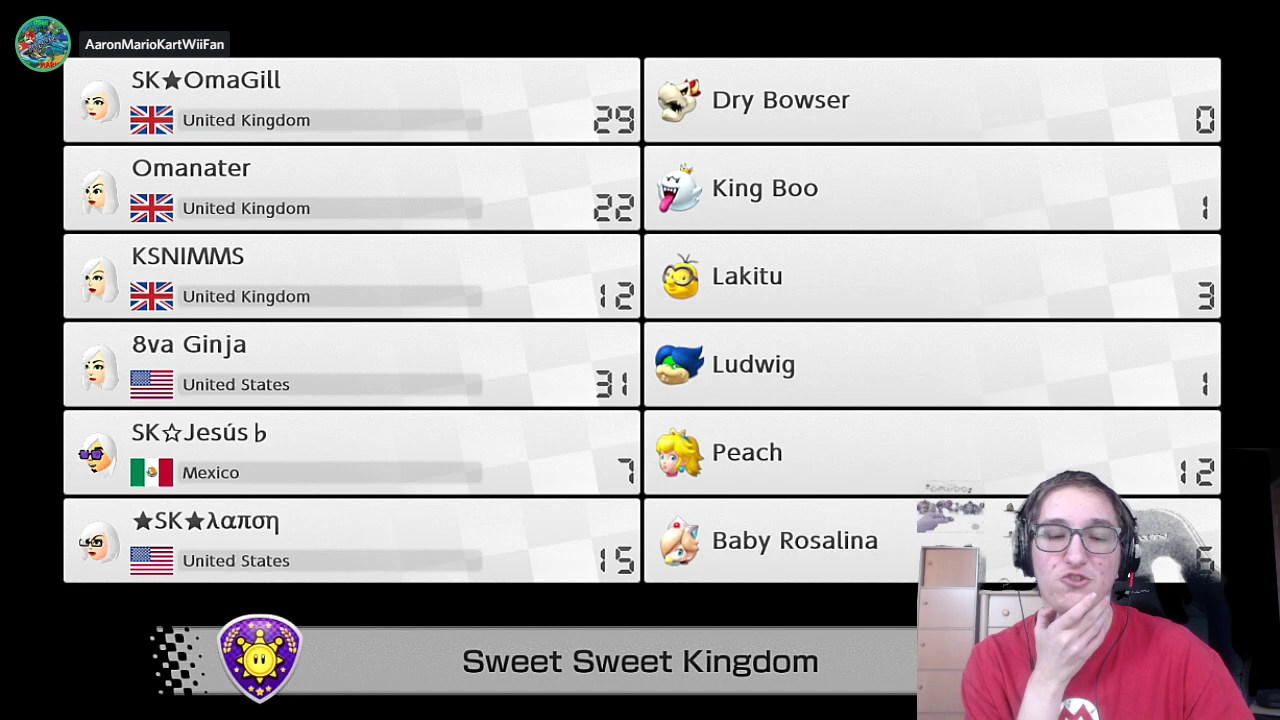 AaronMarioKartWiiFan
SK★OmaGill
United Kingdom
29
Dry Bowser
0
Omanater
United Kingdom
22
King Boo
1
KSNIMMS
United Kingdom
12
Lakitu
3
8va Ginja
United States
31
Ludwig
1
SK☆Jesús♭
Mexico
7
Peach
12
★SK★λαπση
United States
15
Baby Rosalina
Sweet Sweet Kingdom